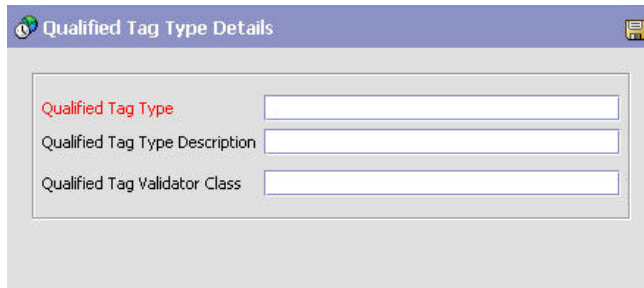 Qualified Tag Type Details
Qualified Tag Type
Qualified Tag Type Description
Qualified Tag Validator Class